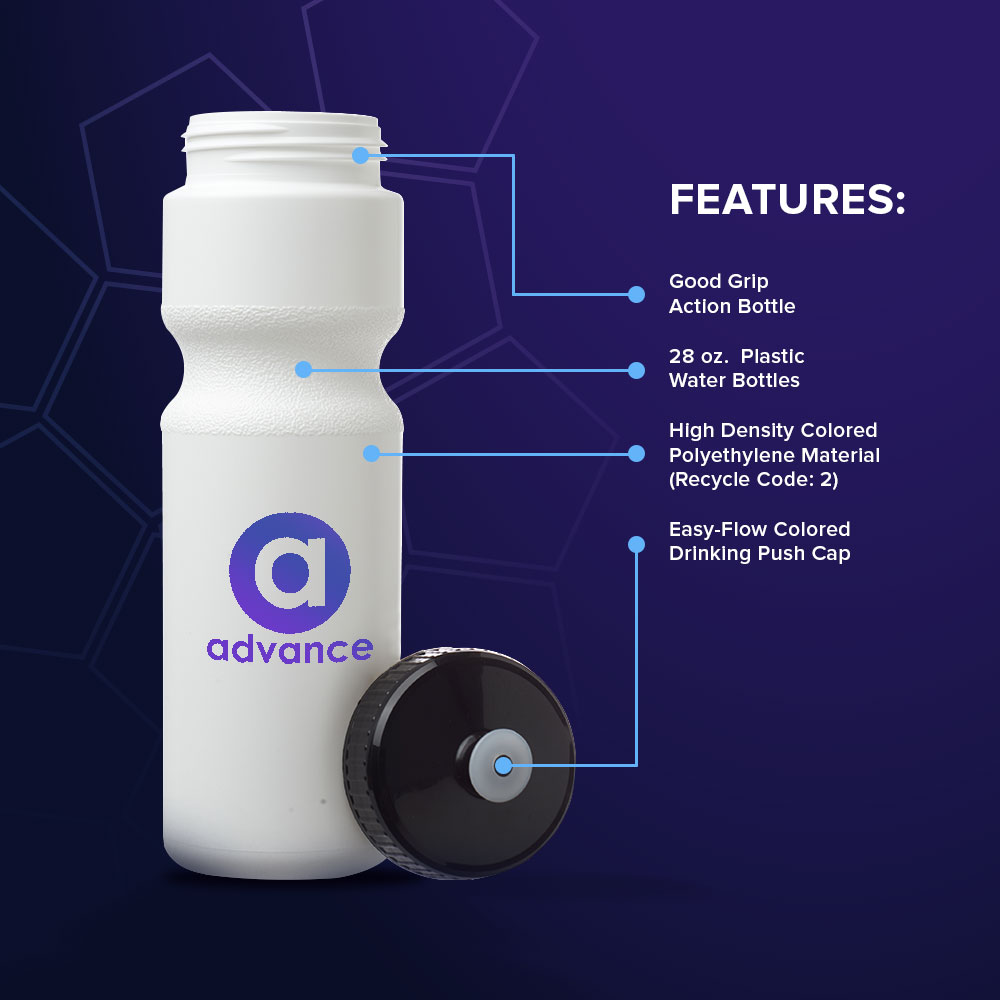 FEATURES:
Good Grip
Action Bottle
28 oz.  Plastic
Water Bottles
High Density Colored
Polyethylene Material
(Recycle Code: 2)
Easy-Flow Colored
Drinking Push Cap
a
advance